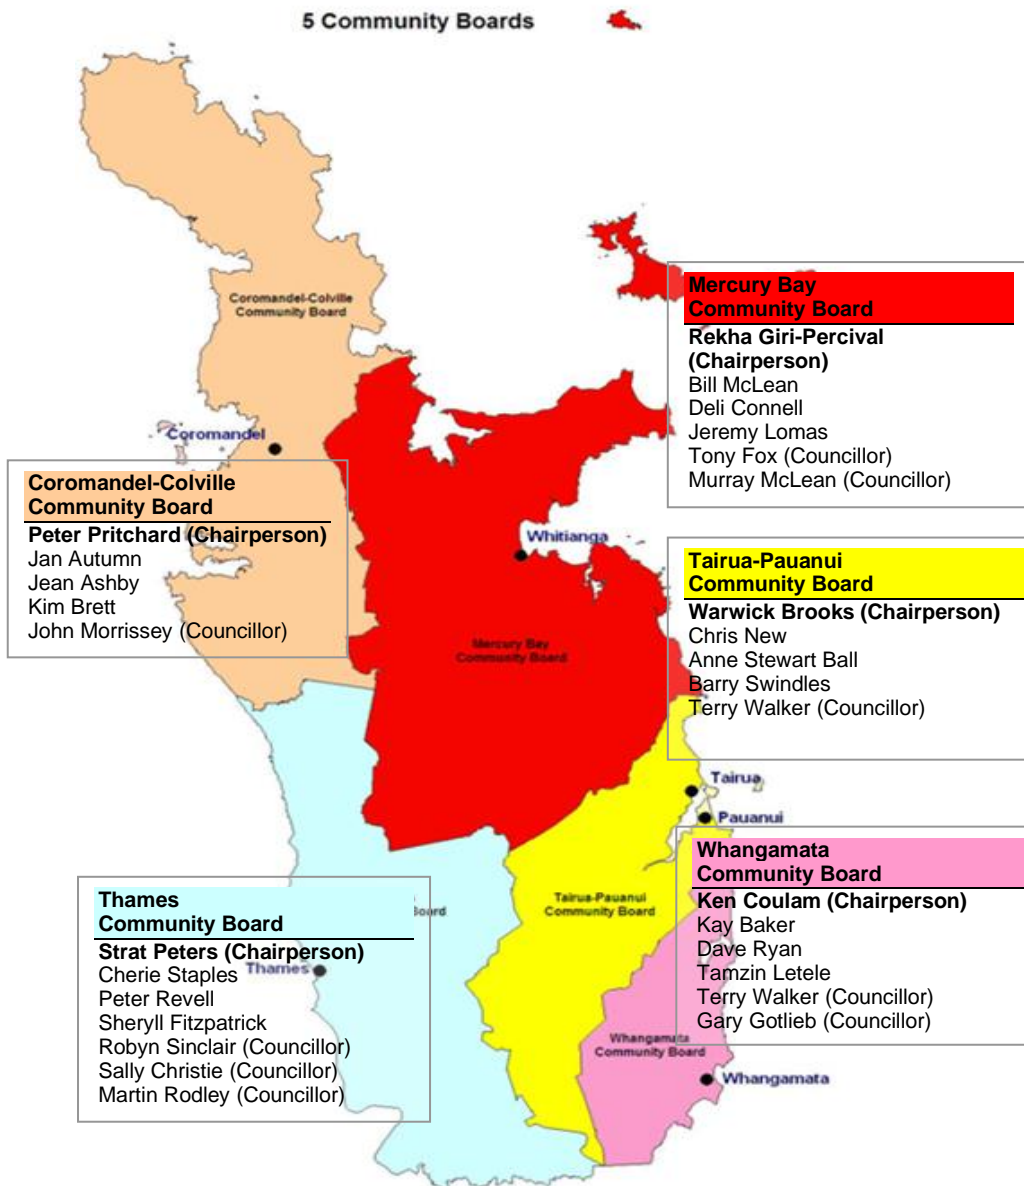 5 Community Boards
Coromandel-Colville
Community Board
Mercury Bay
Community Board
Rekha Giri-Percival
(Chairperson)
Bill McLean
Deli Connell
Jeremy Lomas
Tony Fox (Councillor)
Murray McLean (Councillor)
Coromandel
Coromandel-Colville
Community Board
Peter Pritchard (Chairperson)
Jan Autumn
Jean Ashby
Kim Brett
John Morrissey (Councillor)
Whitianga
Mercury Bay
Community Board
Tairua-Pauanui
Community Board
Warwick Brooks (Chairperson)
Chris New
Anne Stewart Ball
Barry Swindles
Terry Walker (Councillor)
Tairua
Pauanui
Whangamata
Community Board
Ken Coulam (Chairperson)
Kay Baker
Dave Ryan
Tamzin Letele
Terry Walker (Councillor)
Gary Gotlieb (Councillor)
Tairua-Pauanui
Community Board
Thames
Community Board
Board
Strat Peters (Chairperson)
Cherie Staples
Thames
Peter Revell
Sheryll Fitzpatrick
Robyn Sinclair (Councillor)
Sally Christie (Councillor)
Martin Rodley (Councillor)
Whangamata
Community Board
Whangamata